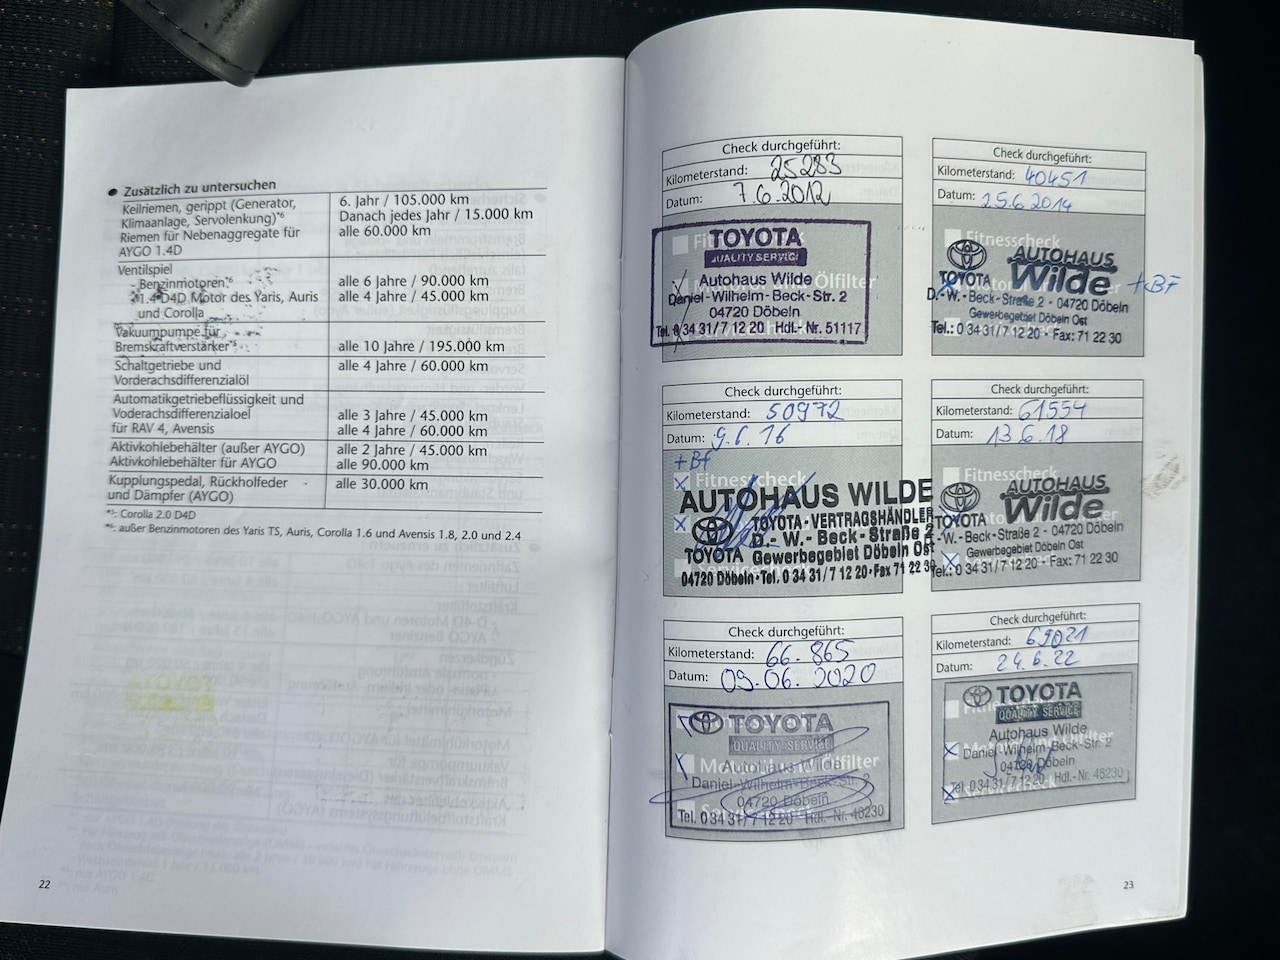 ● Zusätzlich zu untersuchen
Keilriemen, gerippt (Generator,
Klimaanlage, Servolenkung)*⁶
Riemen für Nebenaggregate für
AYGO 1.4D
6. Jahr / 105.000 km
Danach jedes Jahr / 15.000 km
alle 60.000 km
Ventilspiel
- Benzinmotoren*⁶
- 1.4 D4D Motor des Yaris, Auris
und Corolla
alle 6 Jahre / 90.000 km
alle 4 Jahre / 45.000 km
Vakuumpumpe für
Bremskraftverstärker*⁵
alle 10 Jahre / 195.000 km
Schaltgetriebe und
Vorderachsdifferenzialöl
alle 4 Jahre / 60.000 km
Automatikgetriebeflüssigkeit und
Voderachsdifferenzialoel
für RAV 4, Avensis
alle 3 Jahre / 45.000 km
alle 4 Jahre / 60.000 km
Aktivkohlebehälter (außer AYGO)
Aktivkohlebehälter für AYGO
alle 2 Jahre / 45.000 km
alle 90.000 km
Kupplungspedal, Rückholfeder -
und Dämpfer (AYGO)
alle 30.000 km
*⁵: Corolla 2.0 D4D
*⁶: außer Benzinmotoren des Yaris TS, Auris, Corolla 1.6 und Avensis 1.8, 2.0 und 2.4
22
Check durchgeführt:
Kilometerstand: 25283
Datum: 7.6.2012
TOYOTA
QUALITY SERVICE
Autohaus Wilde
Daniel-Wilhelm-Beck-Str. 2
04720 Döbeln
Tel. 0 34 31/7 12 20 Hdl.-Nr. 51117
Check durchgeführt:
Kilometerstand: 40451
Datum: 25.6.2014
Fitnesscheck
TOYOTA
AUTOHAUS
Wilde
+BF
D.-W.-Beck-Straße 2 - 04720 Döbeln
Gewerbegebiet Döbeln Ost
Tel.: 0 34 31/7 12 20 - Fax: 71 22 30
Check durchgeführt:
Kilometerstand: 50972
Datum: 9.6.16
+Bf
Fitnesscheck
AUTOHAUS WILDE
TOYOTA-VERTRAGSHÄNDLER
D.-W.-Beck-Straße 2
TOYOTA Gewerbegebiet Döbeln Ost
04720 Döbeln·Tel. 0 34 31/7 12 20·Fax 71 22 30
Check durchgeführt:
Kilometerstand: 61554
Datum: 13.6.18
Fitnesscheck
TOYOTA
AUTOHAUS
Wilde
D.-W.-Beck-Straße 2 - 04720 Döbeln
Gewerbegebiet Döbeln Ost
Tel.: 0 34 31/7 12 20 - Fax: 71 22 30
Check durchgeführt:
Kilometerstand: 66.865
Datum: 09.06.2020
TOYOTA
QUALITY SERVICE
Motoröl und Ölfilter
Autohaus Wilde
Daniel-Wilhelm-Beck-Str. 2
04720 Döbeln
Tel. 0 34 31/7 12 20 Hdl.-Nr. 46230
Check durchgeführt:
Kilometerstand: 69021
Datum: 24.6.22
TOYOTA
QUALITY SERVICE
Autohaus Wilde
Daniel-Wilhelm-Beck-Str. 2
04720 Döbeln
Tel. 0 34 31/7 12 20 Hdl.-Nr. 46230
23